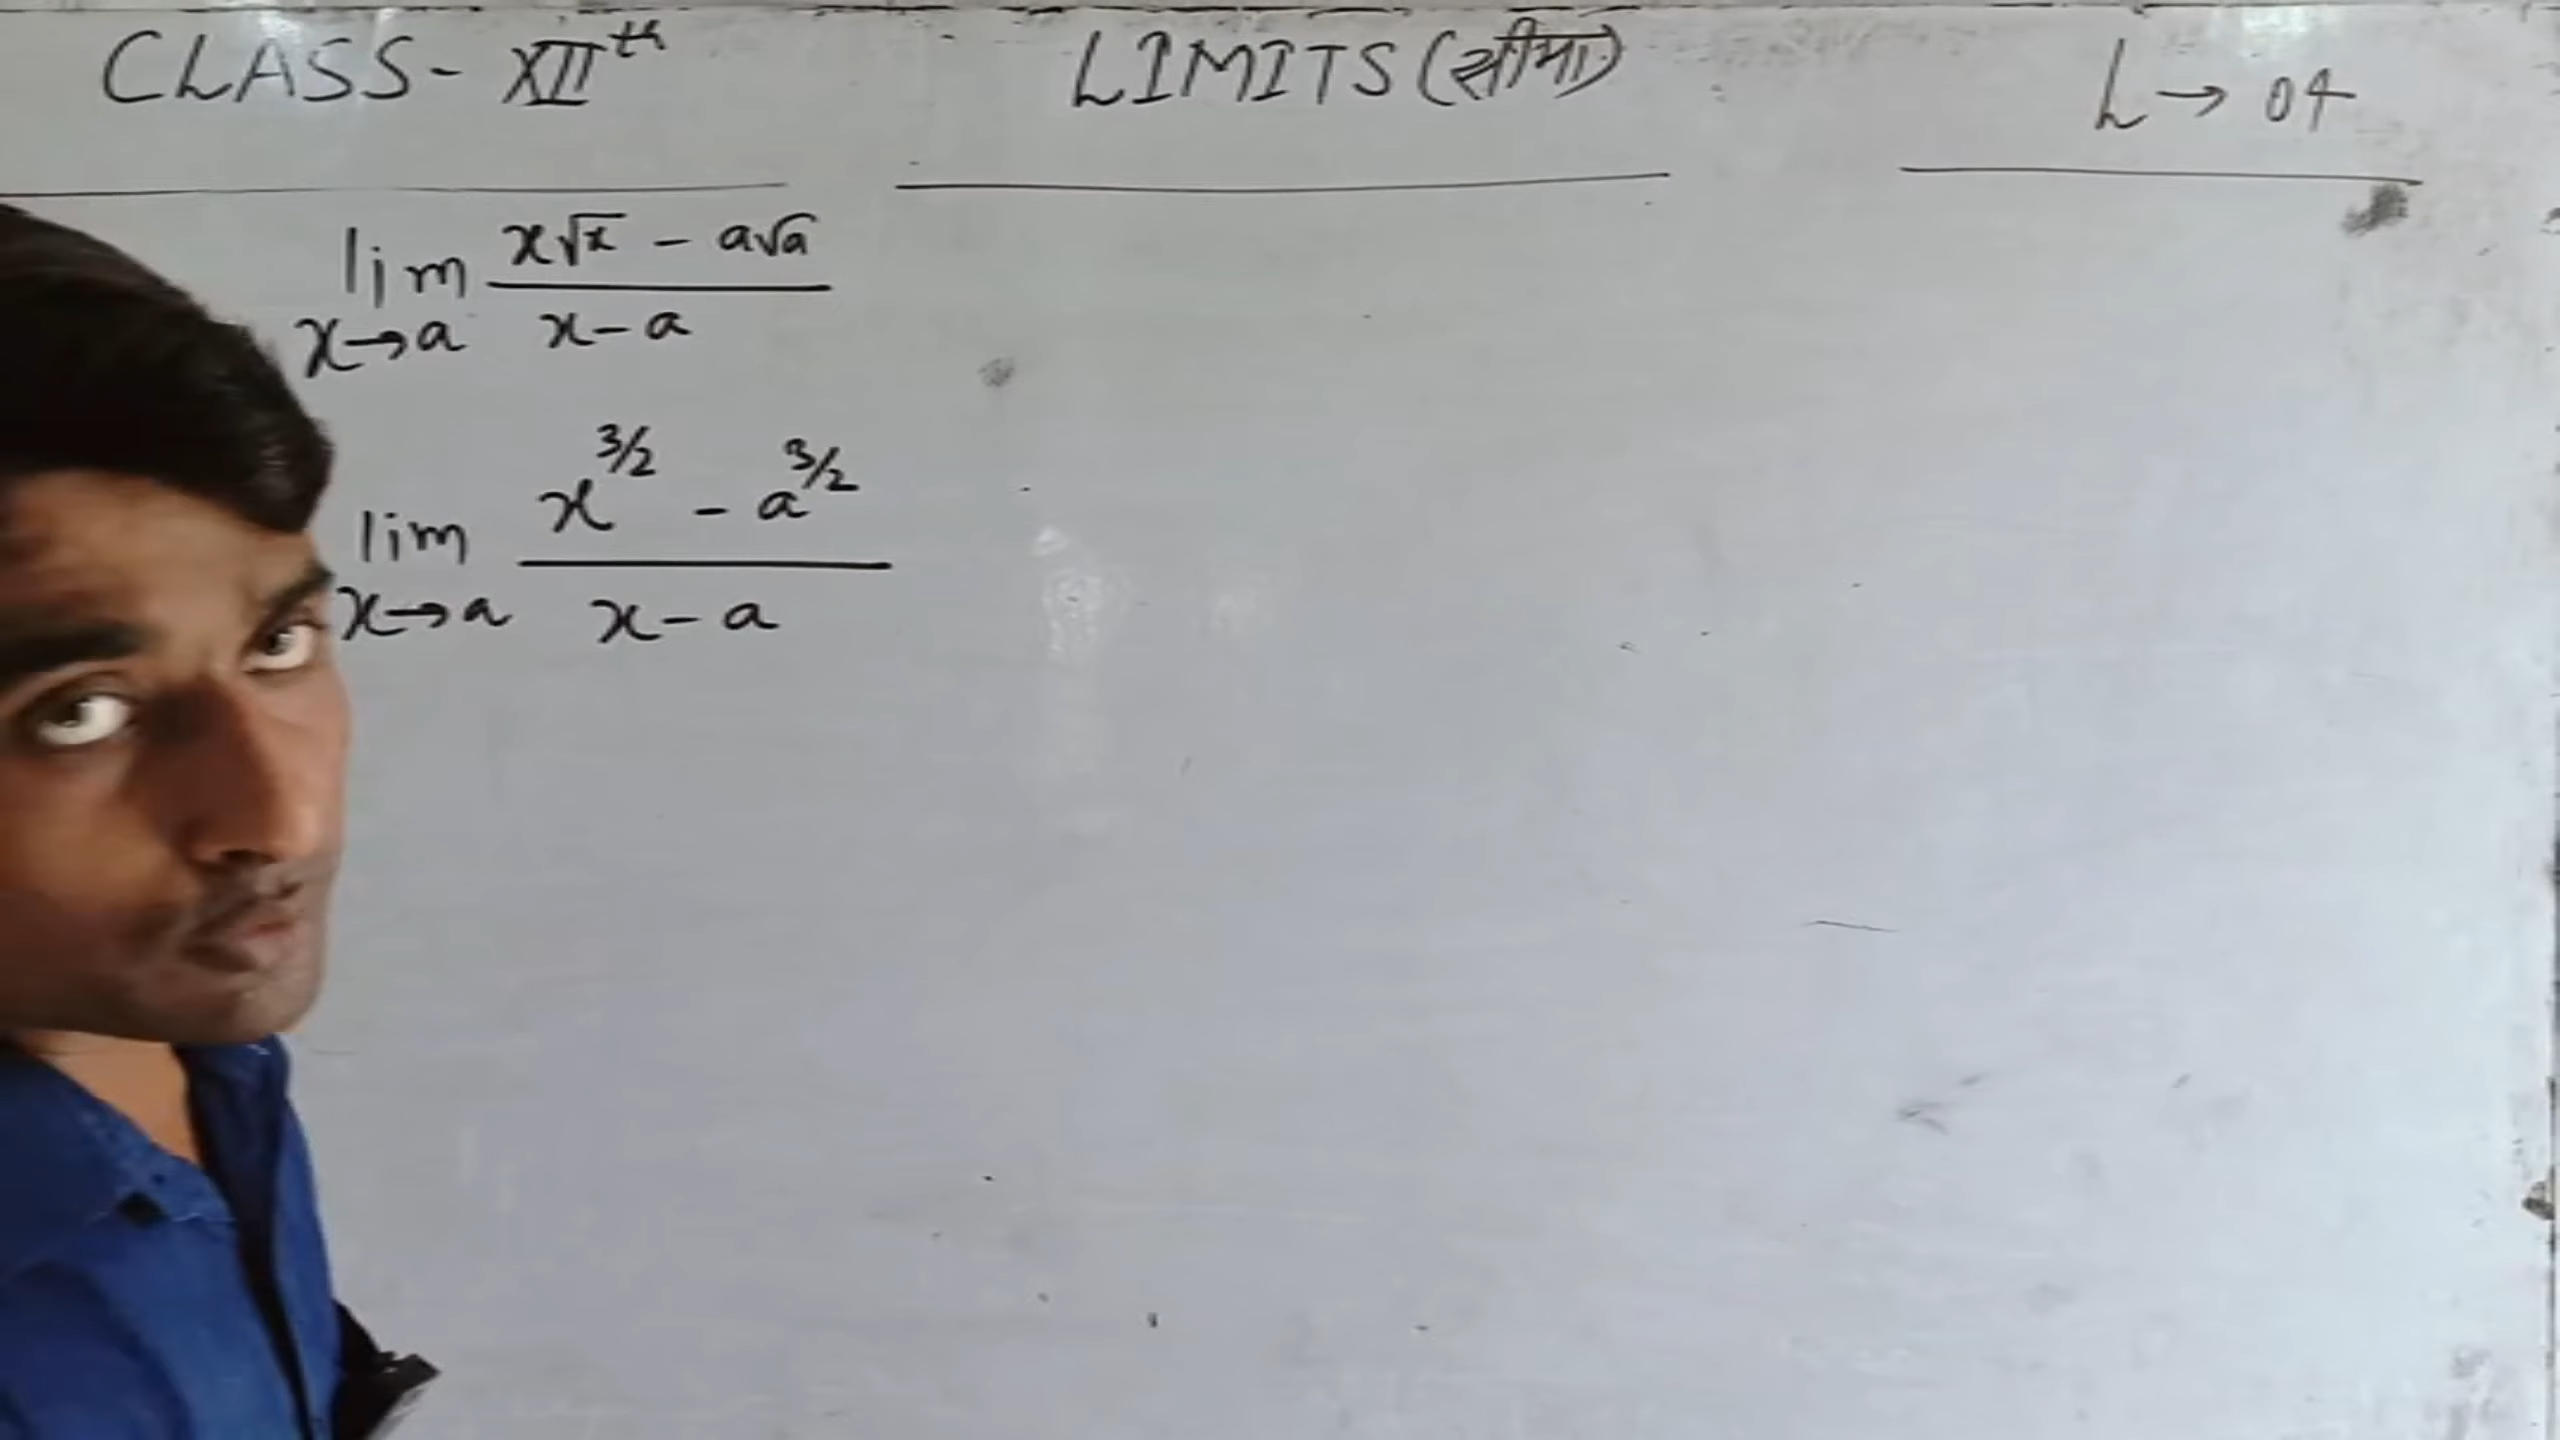 CLASS - XIIth LIMITS (सीमा) L → 04
lim x→a (x√x - a√a)/(x - a)
lim x→a (x^3/2 - a^3/2)/(x - a)